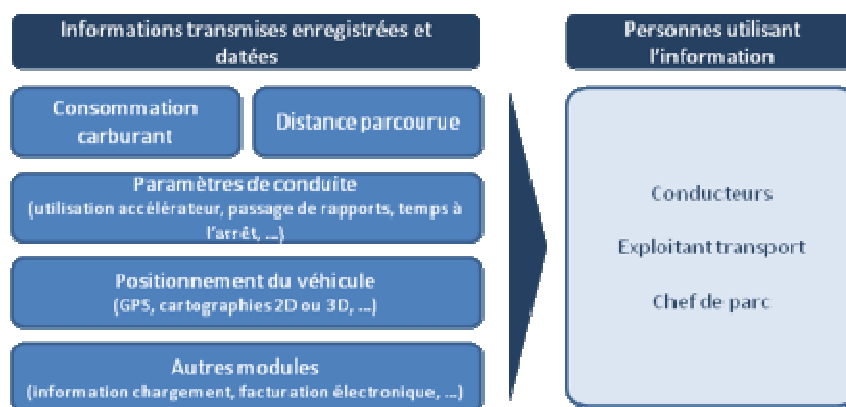 Informations transmises enregistrées et
datées
Personnes utilisant
l'information
Consommation
carburant
Distance parcourue
Paramètres de conduite
(utilisation accélérateur, passage de rapports, temps à
l'arrêt, ...)
Positionnement du véhicule
(GPS, cartographies 2D ou 3D, ...)
Autres modules
(information chargement, facturation électronique, ...)
Conducteurs
Exploitant transport
Chef de parc